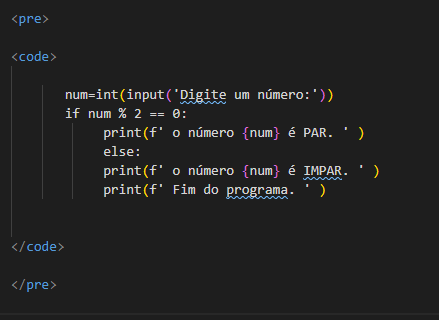 <pre>
<code>
num=int(input('Digite um número:'))
if num % 2 == 0:
print(f' o número {num} é PAR. ' )
else:
print(f' o número {num} é IMPAR. ' )
print(f' Fim do programa. ' )
</code>
</pre>